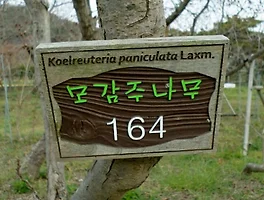 Koelreuteria paniculata Laxm.
모감주나무
164